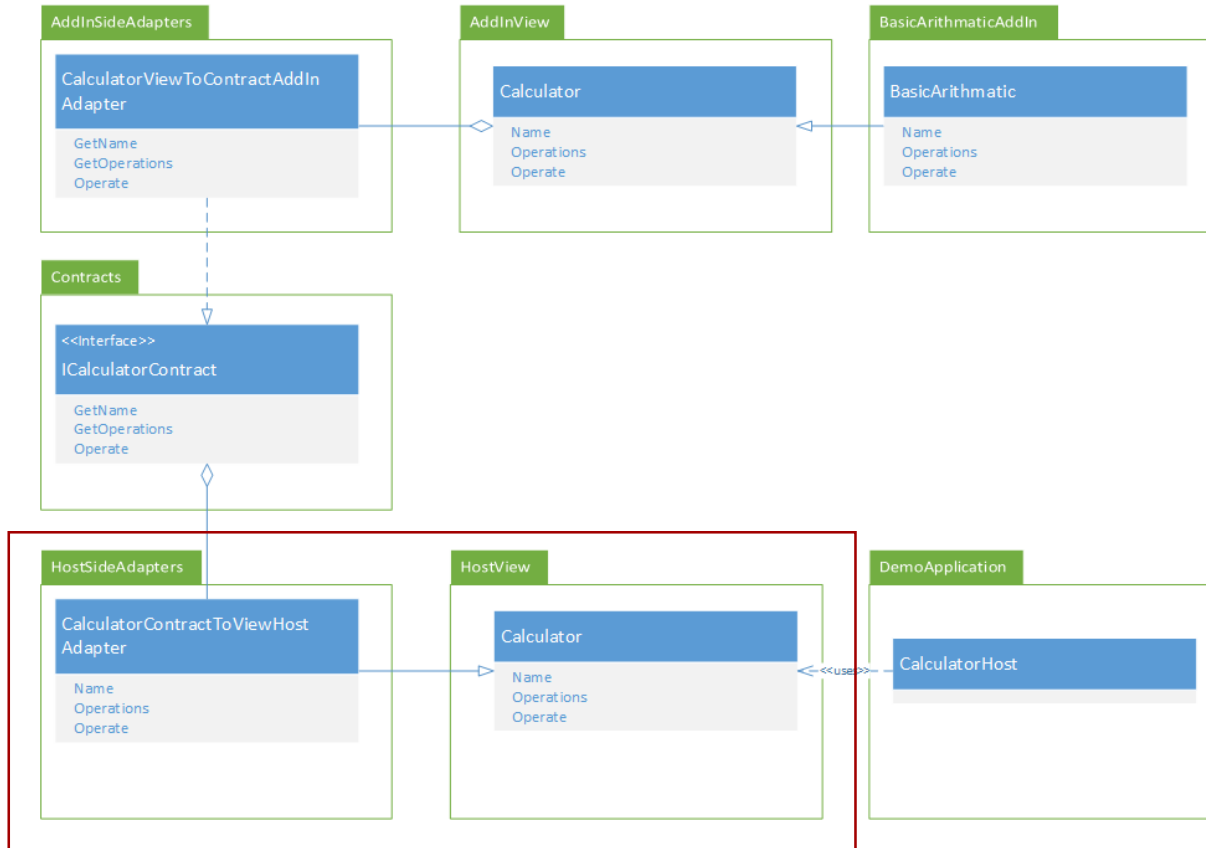 AddInSideAdapters
CalculatorViewToContractAddIn
Adapter
GetName
GetOperations
Operate
AddInView
Calculator
Name
Operations
Operate
BasicArithmaticAddIn
BasicArithmatic
Name
Operations
Operate
Contracts
<<Interface>>
ICalculatorContract
GetName
GetOperations
Operate
HostSideAdapters
CalculatorContractToViewHost
Adapter
Name
Operations
Operate
HostView
Calculator
Name
Operations
Operate
<<use>>
DemoApplication
CalculatorHost